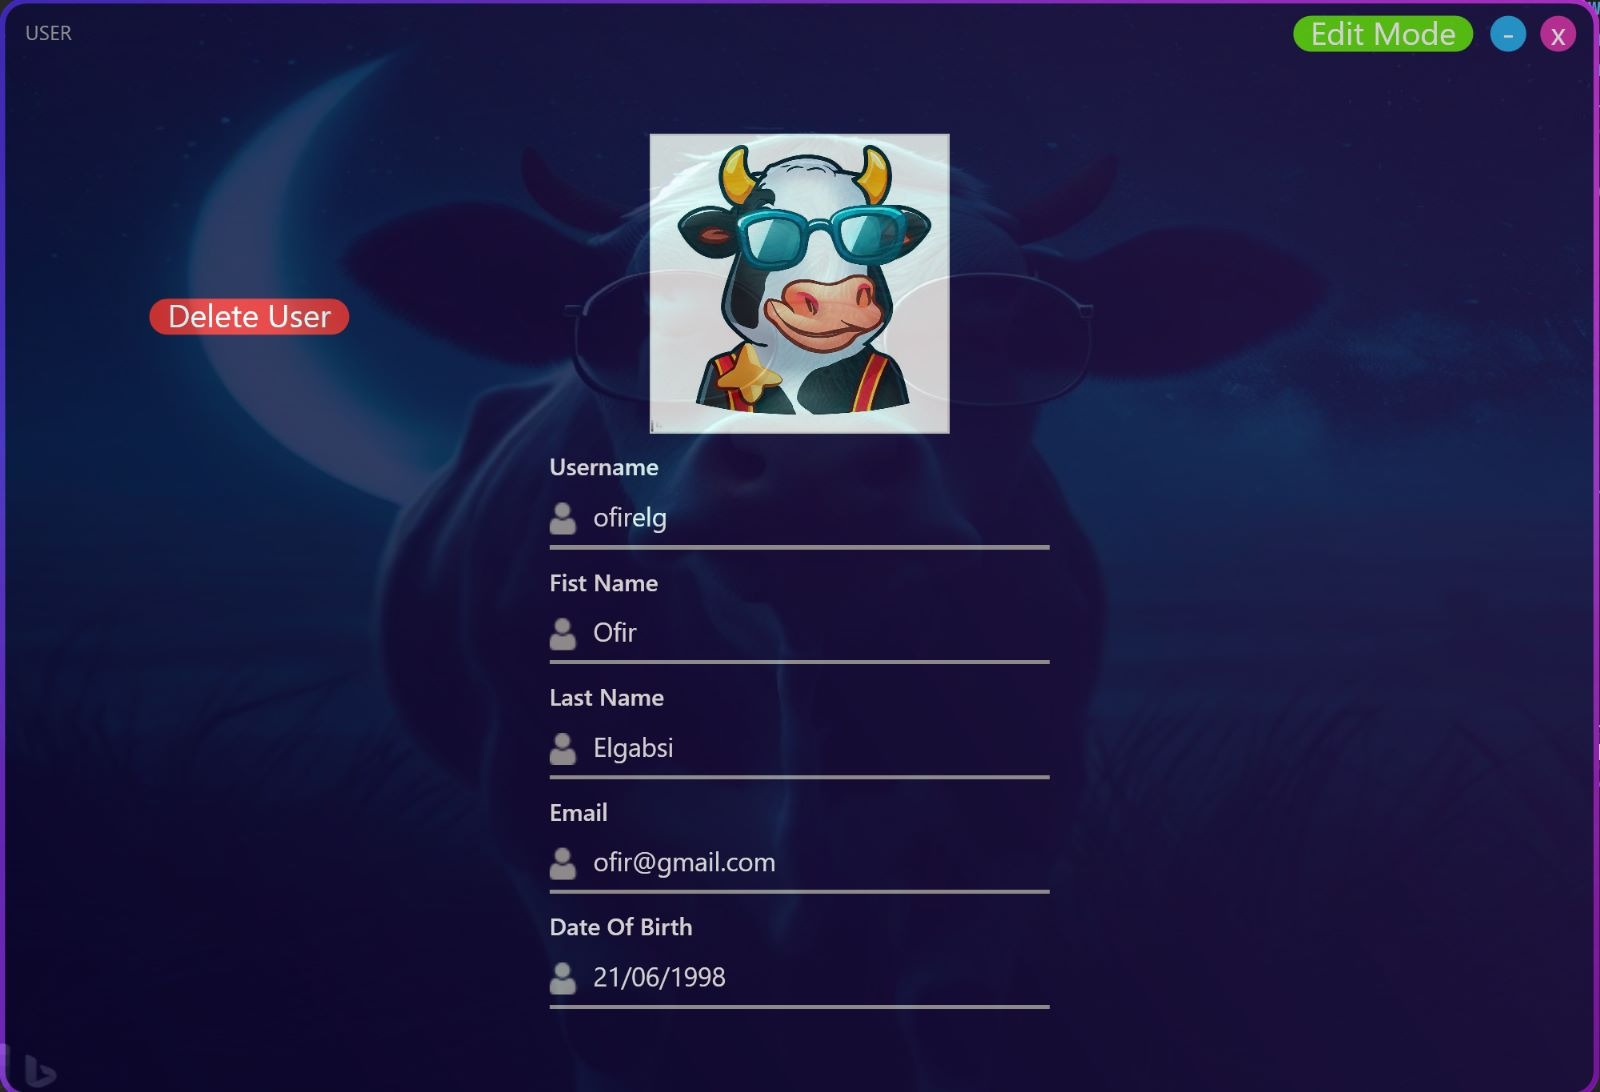 USER
Edit Mode
-
x
Delete User
Username
ofirelg
Fist Name
Ofir
Last Name
Elgabsi
Email
ofir@gmail.com
Date Of Birth
21/06/1998